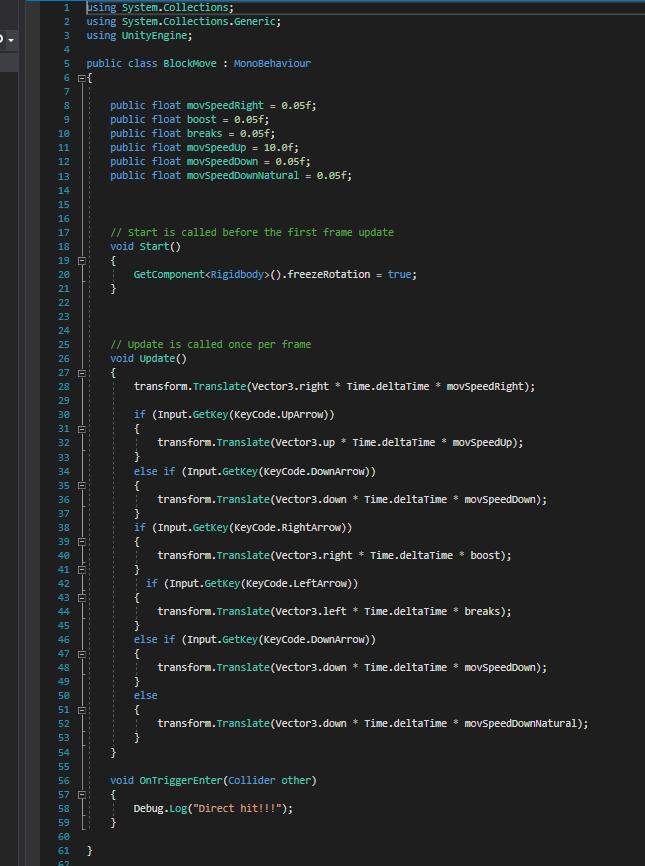 1 using System.Collections;
2 using System.Collections.Generic;
3 using UnityEngine;
4
5 public class BlockMove : MonoBehaviour
6 {
7
8 public float movSpeedRight = 0.05f;
9 public float boost = 0.05f;
10 public float breaks = 0.05f;
11 public float movSpeedUp = 10.0f;
12 public float movSpeedDown = 0.05f;
13 public float movSpeedDownNatural = 0.05f;
14
15
16
17 // Start is called before the first frame update
18 void Start()
19 {
20 GetComponent<Rigidbody>().freezeRotation = true;
21 }
22
23
24
25 // Update is called once per frame
26 void Update()
27 {
28 transform.Translate(Vector3.right * Time.deltaTime * movSpeedRight);
29
30 if (Input.GetKey(KeyCode.UpArrow))
31 {
32 transform.Translate(Vector3.up * Time.deltaTime * movSpeedUp);
33 }
34 else if (Input.GetKey(KeyCode.DownArrow))
35 {
36 transform.Translate(Vector3.down * Time.deltaTime * movSpeedDown);
37 }
38 if (Input.GetKey(KeyCode.RightArrow))
39 {
40 transform.Translate(Vector3.right * Time.deltaTime * boost);
41 }
42 if (Input.GetKey(KeyCode.LeftArrow))
43 {
44 transform.Translate(Vector3.left * Time.deltaTime * breaks);
45 }
46 else if (Input.GetKey(KeyCode.DownArrow))
47 {
48 transform.Translate(Vector3.down * Time.deltaTime * movSpeedDown);
49 }
50 else
51 {
52 transform.Translate(Vector3.down * Time.deltaTime * movSpeedDownNatural);
53 }
54 }
55
56 void OnTriggerEnter(Collider other)
57 {
58 Debug.Log("Direct hit!!!");
59 }
60
61 }
62